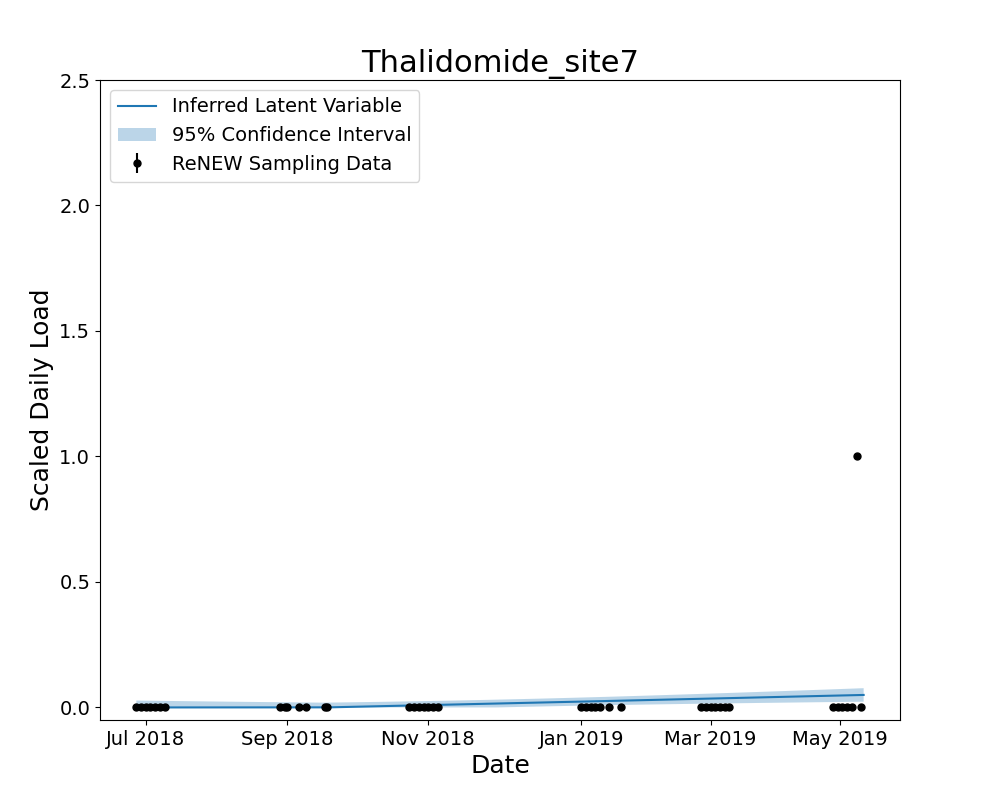 Thalidomide_site7
2.5
Inferred Latent Variable
95% Confidence Interval
ReNEW Sampling Data
2.0
1.5
1.0
0.5
0.0
Scaled Daily Load
Jul 2018 Sep 2018 Nov 2018 Jan 2019 Mar 2019 May 2019
Date